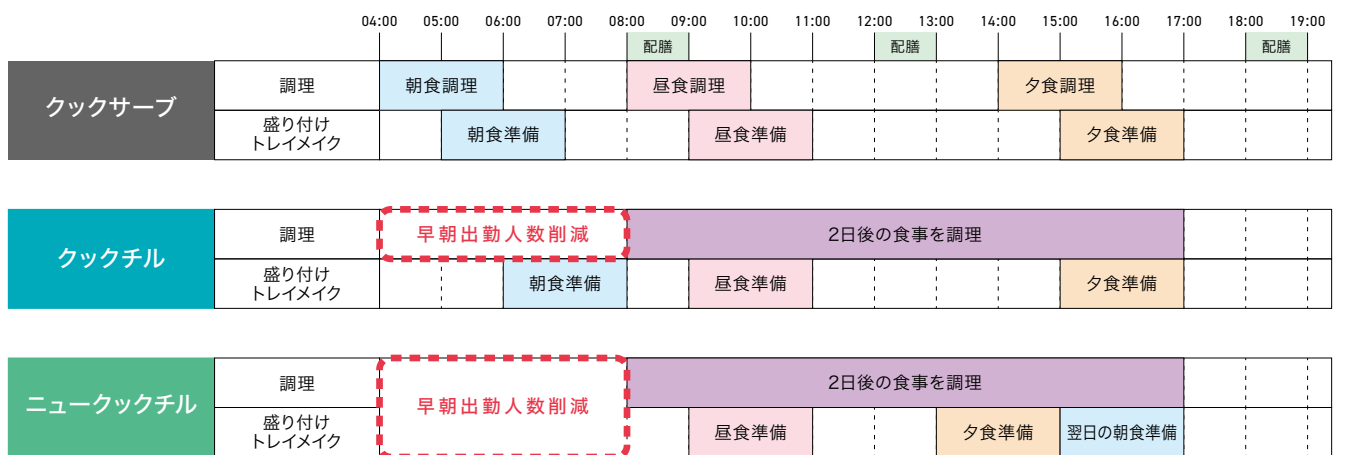 04:00 05:00 06:00 07:00 08:00 09:00 10:00 11:00 12:00 13:00 14:00 15:00 16:00 17:00 18:00 19:00
配膳 配膳 配膳
クックサーブ
調理 朝食調理 昼食調理 夕食調理
盛り付け
トレイメイク
朝食準備 昼食準備 夕食準備
クックチル
調理 早朝出勤人数削減 2日後の食事を調理
盛り付け
トレイメイク
朝食準備 昼食準備 夕食準備
ニュークックチル
調理 早朝出勤人数削減 2日後の食事を調理
盛り付け
トレイメイク
昼食準備 夕食準備 翌日の朝食準備